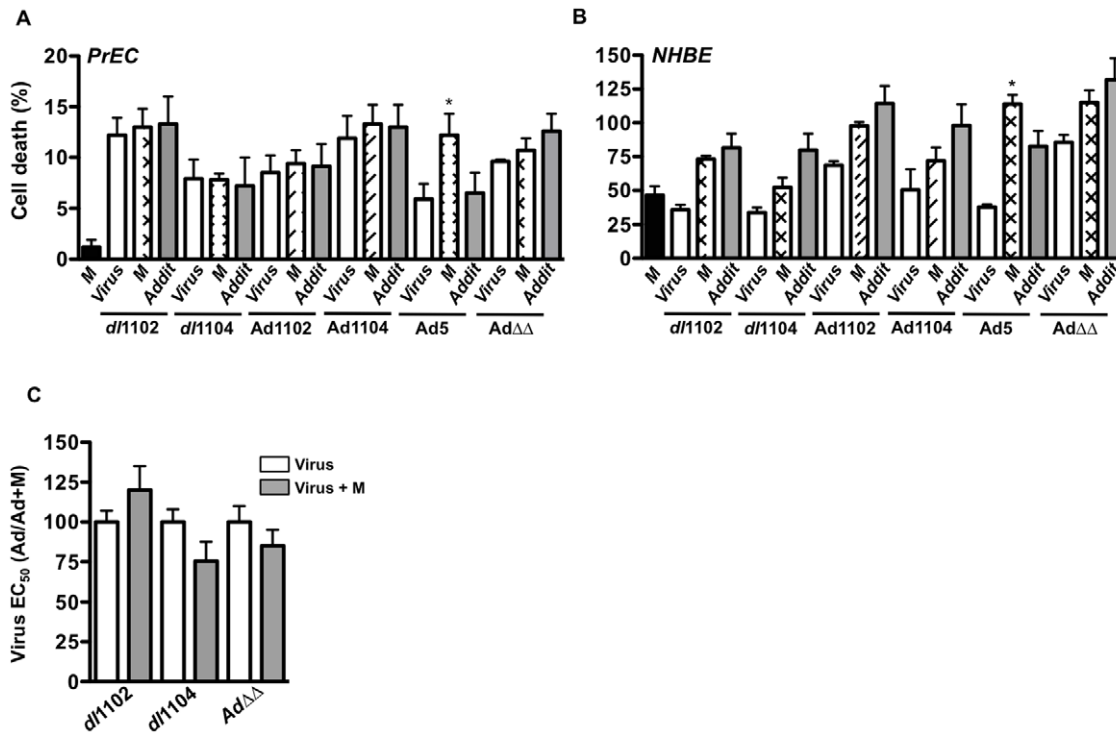 A
PrEC
Cell death (%)
20
15
10
5
0
M Virus M Addit Virus M Addit Virus M Addit Virus M Addit Virus M Addit Virus M Addit
dl1102 dl1104 Ad1102 Ad1104 Ad5 Ad∆∆
*
B
NHBE
150
125
100
75
50
25
0
M Virus M Addit Virus M Addit Virus M Addit Virus M Addit Virus M Addit Virus M Addit
dl1102 dl1104 Ad1102 Ad1104 Ad5 Ad∆∆
*
C
Virus EC50 (Ad/Ad+M)
150
125
100
75
50
25
0
Virus
Virus + M
dl1102 dl1104 Ad∆∆